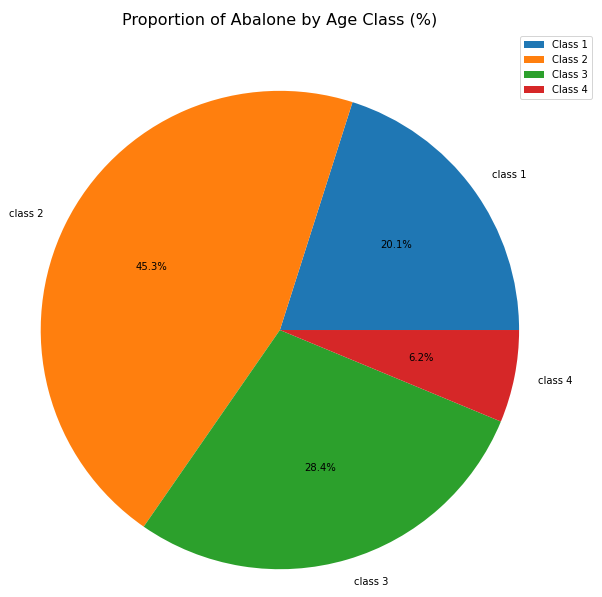 Proportion of Abalone by Age Class (%)
Class 1
Class 2
Class 3
Class 4
class 1
class 2
20.1%
45.3%
6.2%
class 4
28.4%
class 3